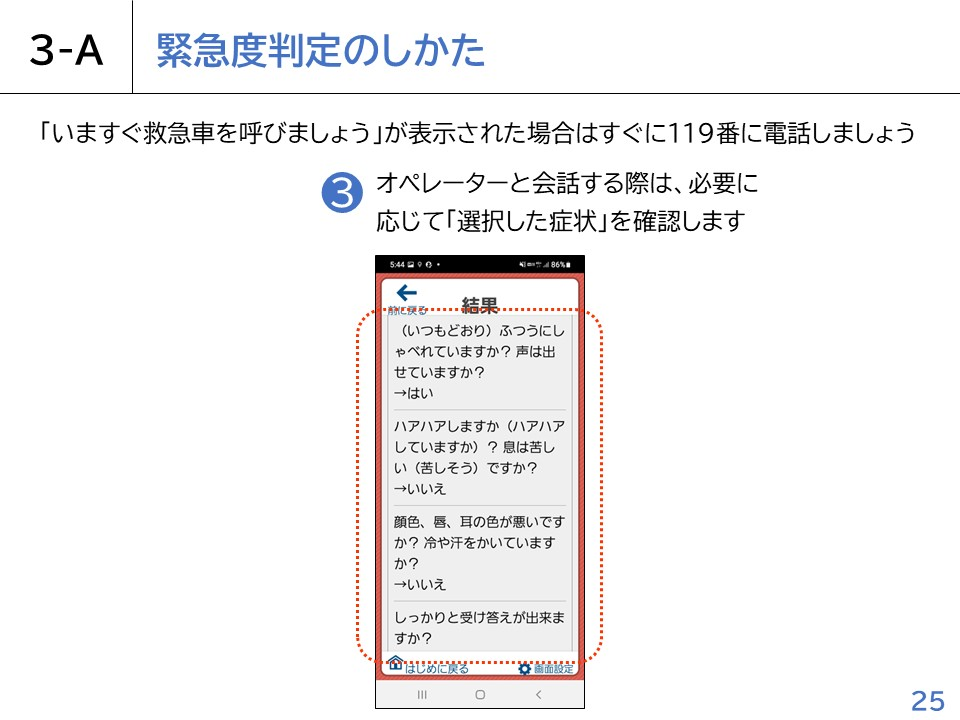 3-A
緊急度判定のしかた
「いますぐ救急車を呼びましょう」が表示された場合はすぐに119番に電話しましょう
3
オペレーターと会話する際は、必要に
応じて「選択した症状」を確認します
5:44
86%
前に戻る
結果
（いつもどおり）ふつうにし
ゃべれていますか？ 声は出
せていますか？
→はい
ハアハアしますか（ハアハア
していますか）？ 息は苦し
い（苦しそう）ですか？
→いいえ
顔色、唇、耳の色が悪いです
か？ 冷や汗をかいています
か？
→いいえ
しっかりと受け答えが出来ま
すか？
はじめに戻る
画面設定
25